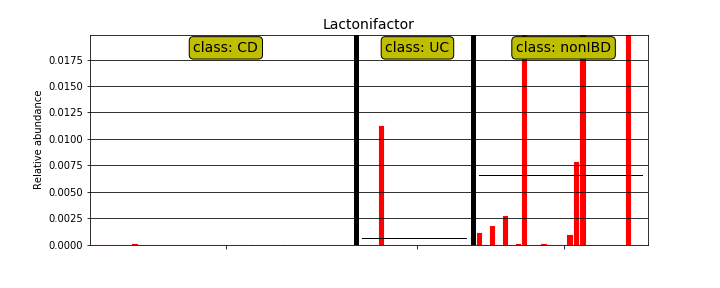 Lactonifactor
class: CD
class: UC
class: nonIBD
Relative abundance
0.0175
0.0150
0.0125
0.0100
0.0075
0.0050
0.0025
0.0000